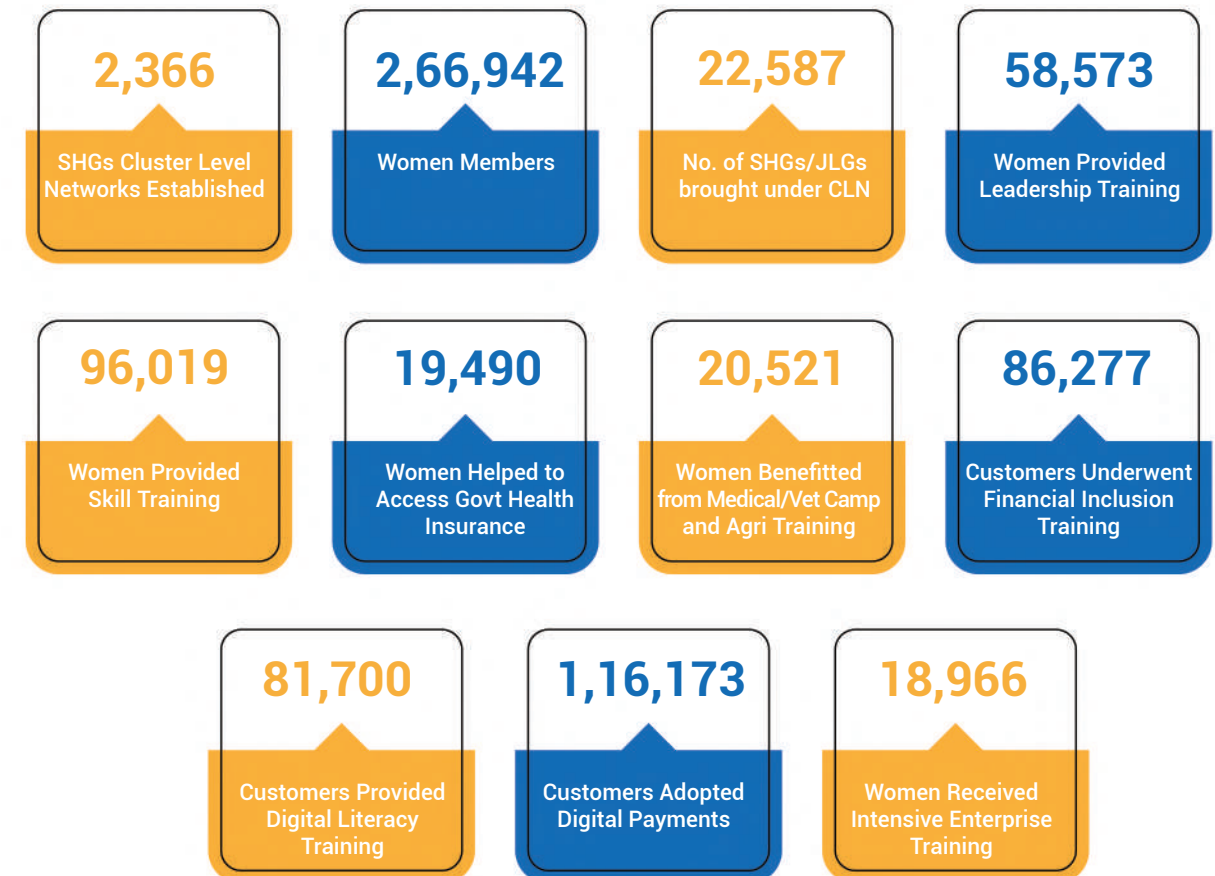 2,366
SHGs Cluster Level
Networks Established
2,66,942
Women Members
22,587
No. of SHGs/JLGs
brought under CLN
58,573
Women Provided
Leadership Training
96,019
Women Provided
Skill Training
19,490
Women Helped to
Access Govt Health
Insurance
20,521
Women Benefitted
from Medical/Vet Camp
and Agri Training
86,277
Customers Underwent
Financial Inclusion
Training
81,700
Customers Provided
Digital Literacy
Training
1,16,173
Customers Adopted
Digital Payments
18,966
Women Received
Intensive Enterprise
Training